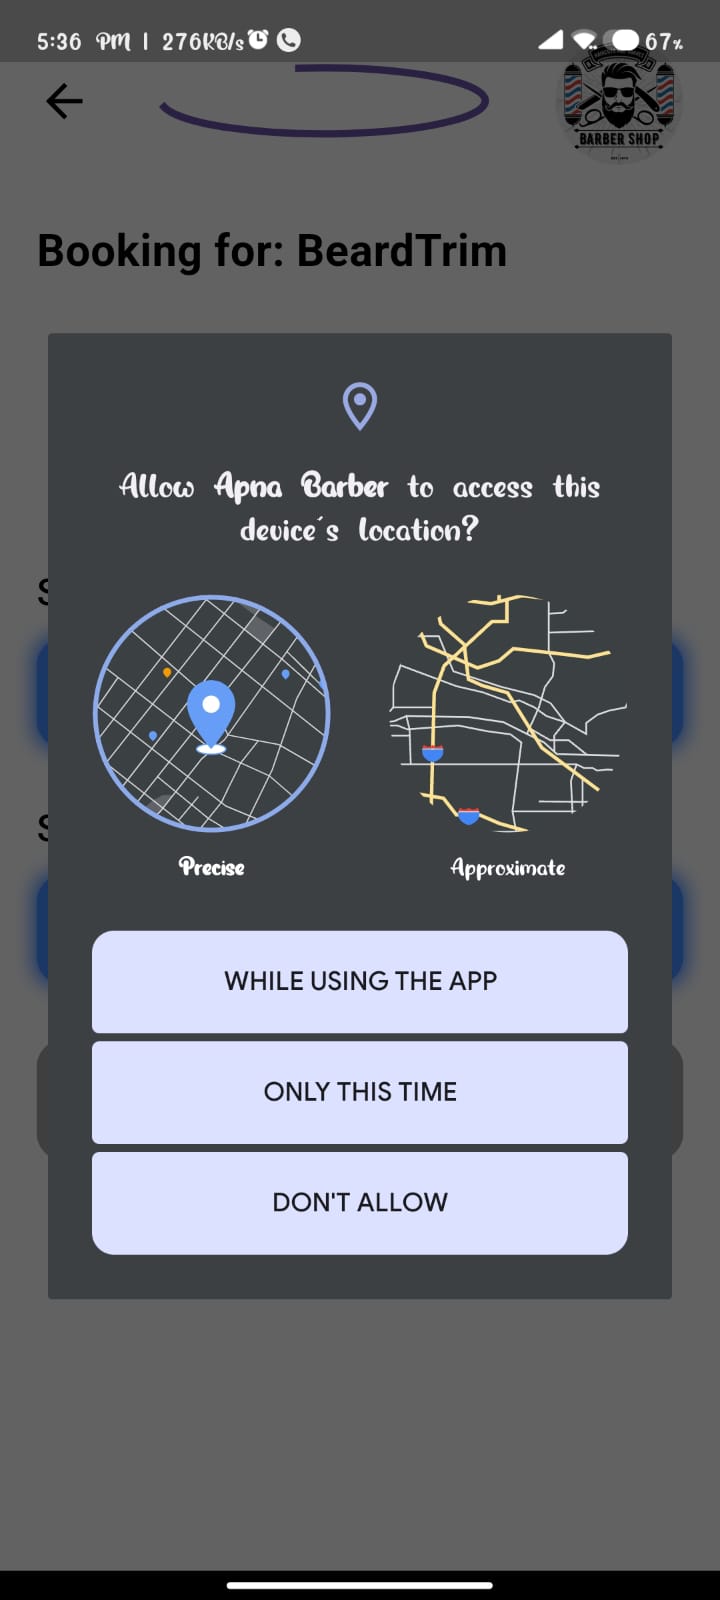 5:36 PM | 276KB/s
67%
BARBER SHOP
Booking for: BeardTrim
Allow Apna Barber to access this
device's location?
S
S
Precise
Approximate
WHILE USING THE APP
ONLY THIS TIME
DON'T ALLOW